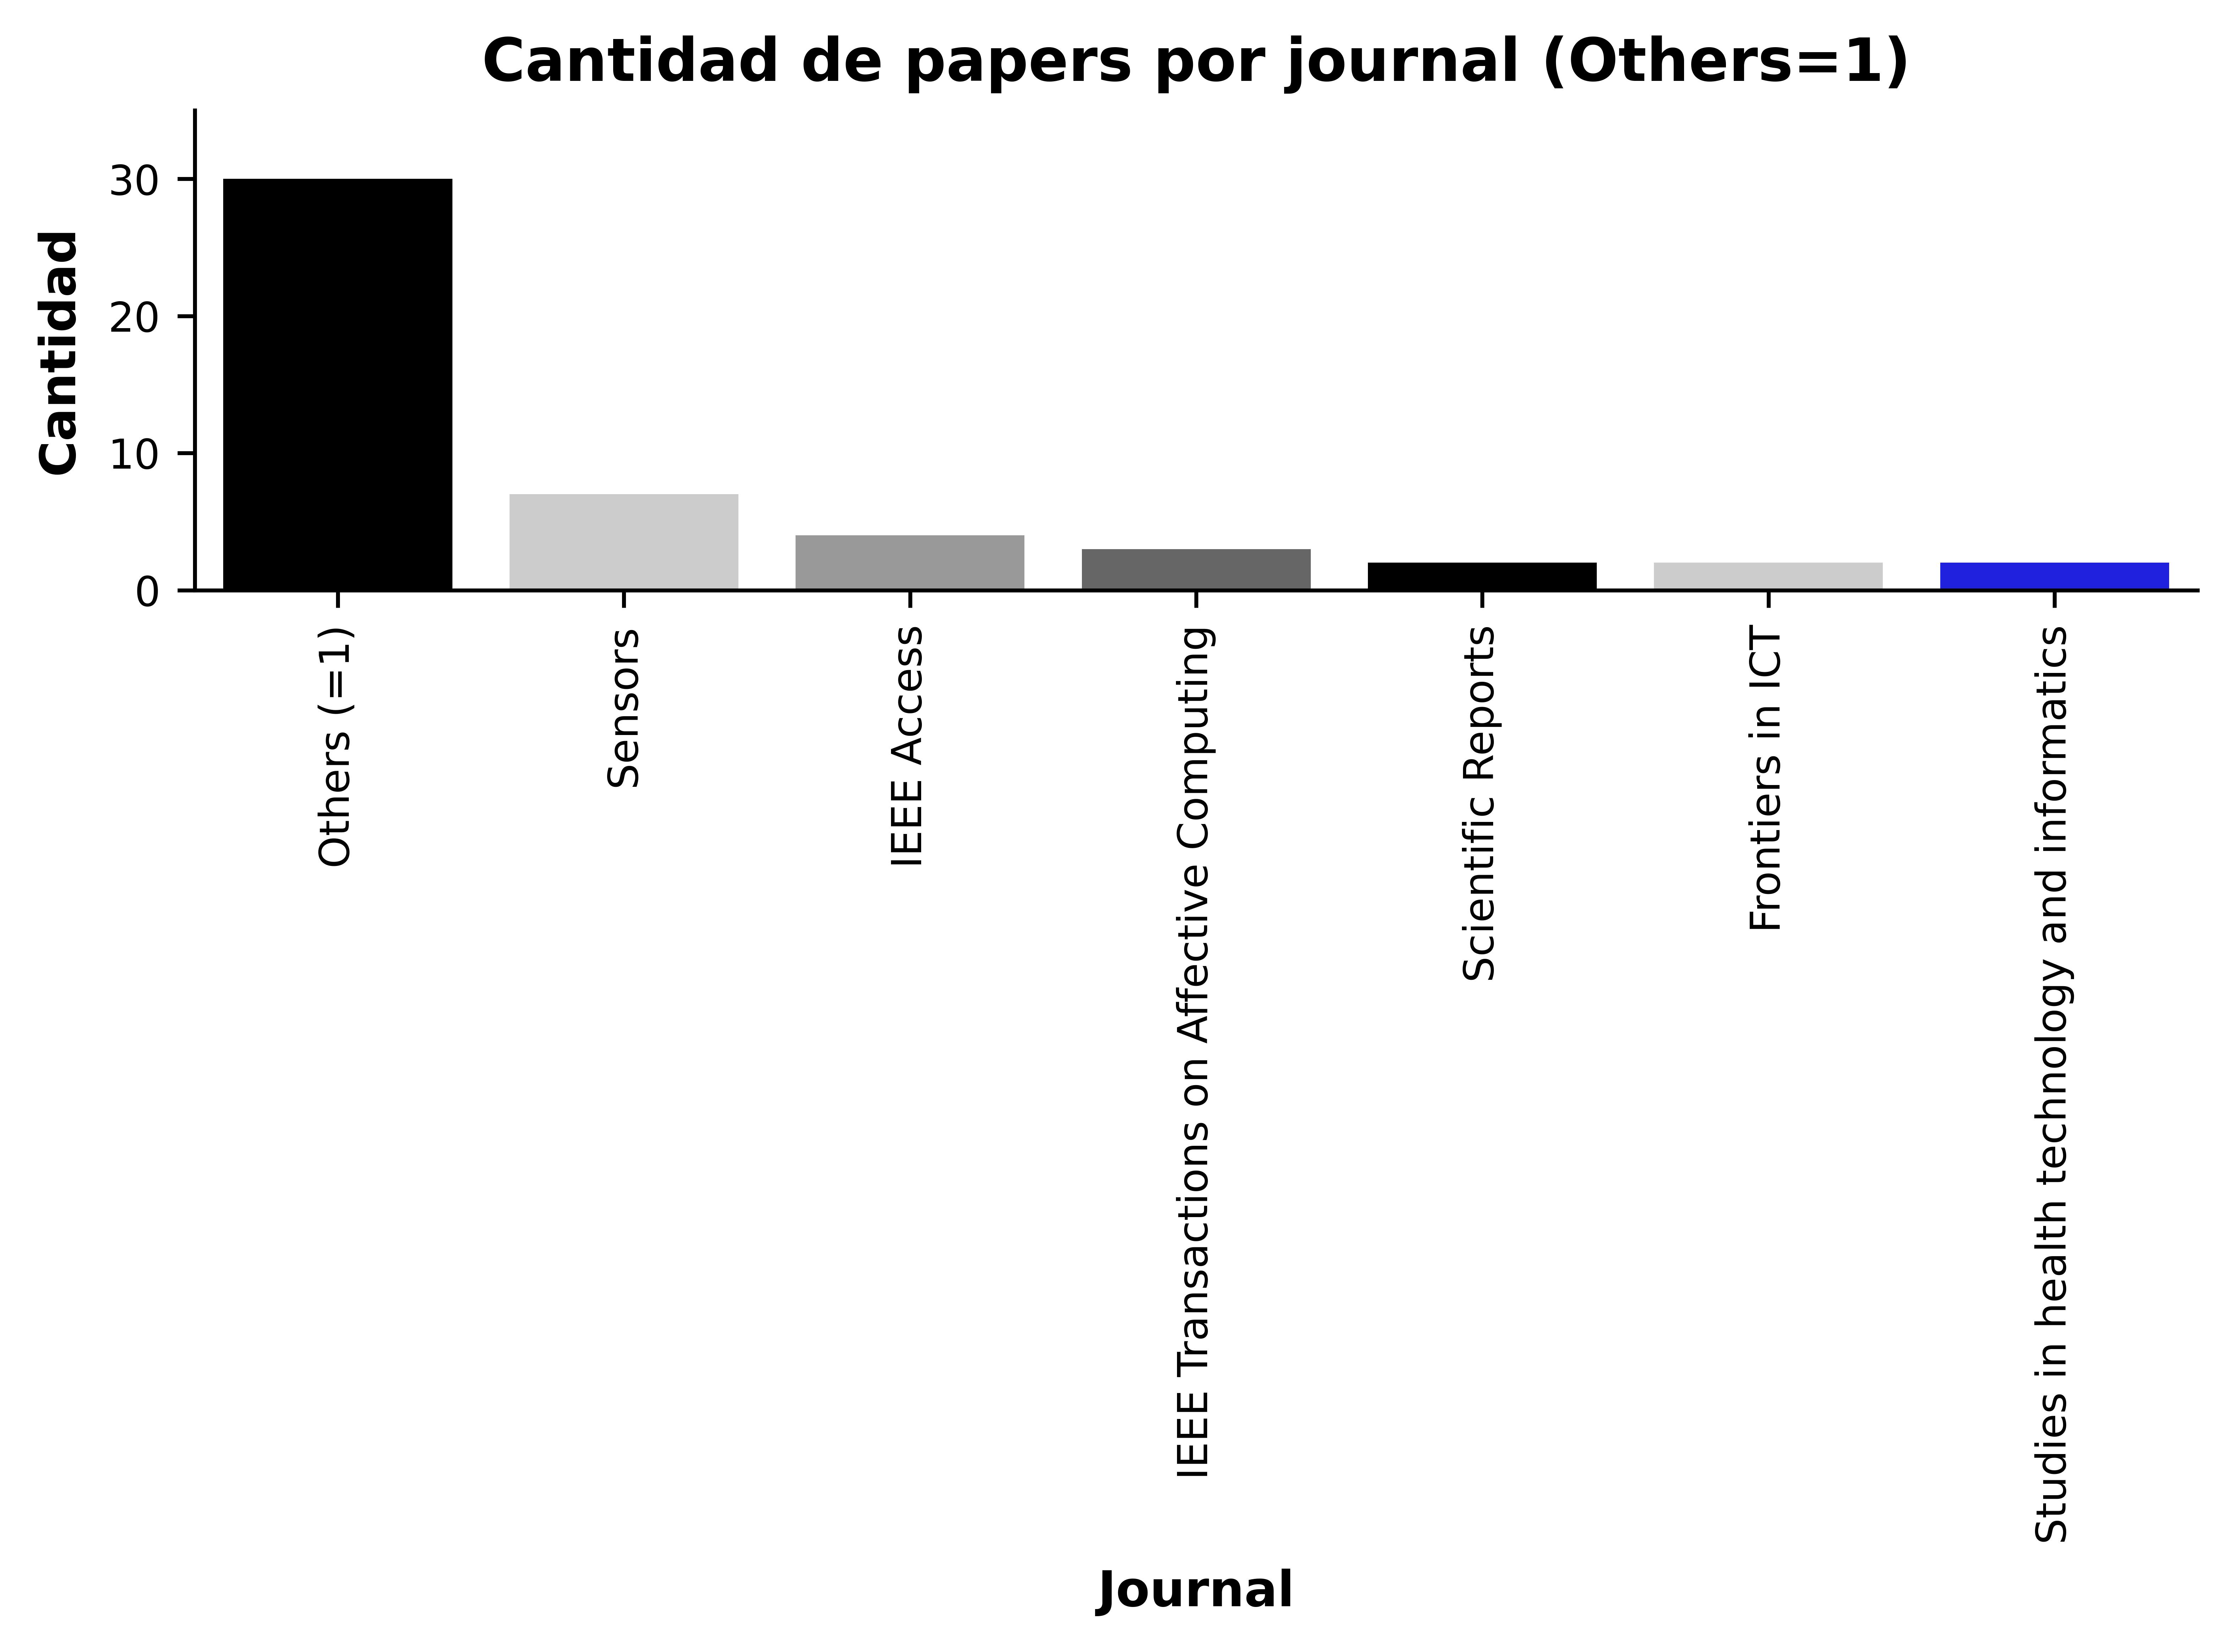 Cantidad de papers por journal (Others=1)
Cantidad
30
20
10
0
Others (=1)
Sensors
IEEE Access
IEEE Transactions on Affective Computing
Scientific Reports
Frontiers in ICT
Studies in health technology and informatics
Journal